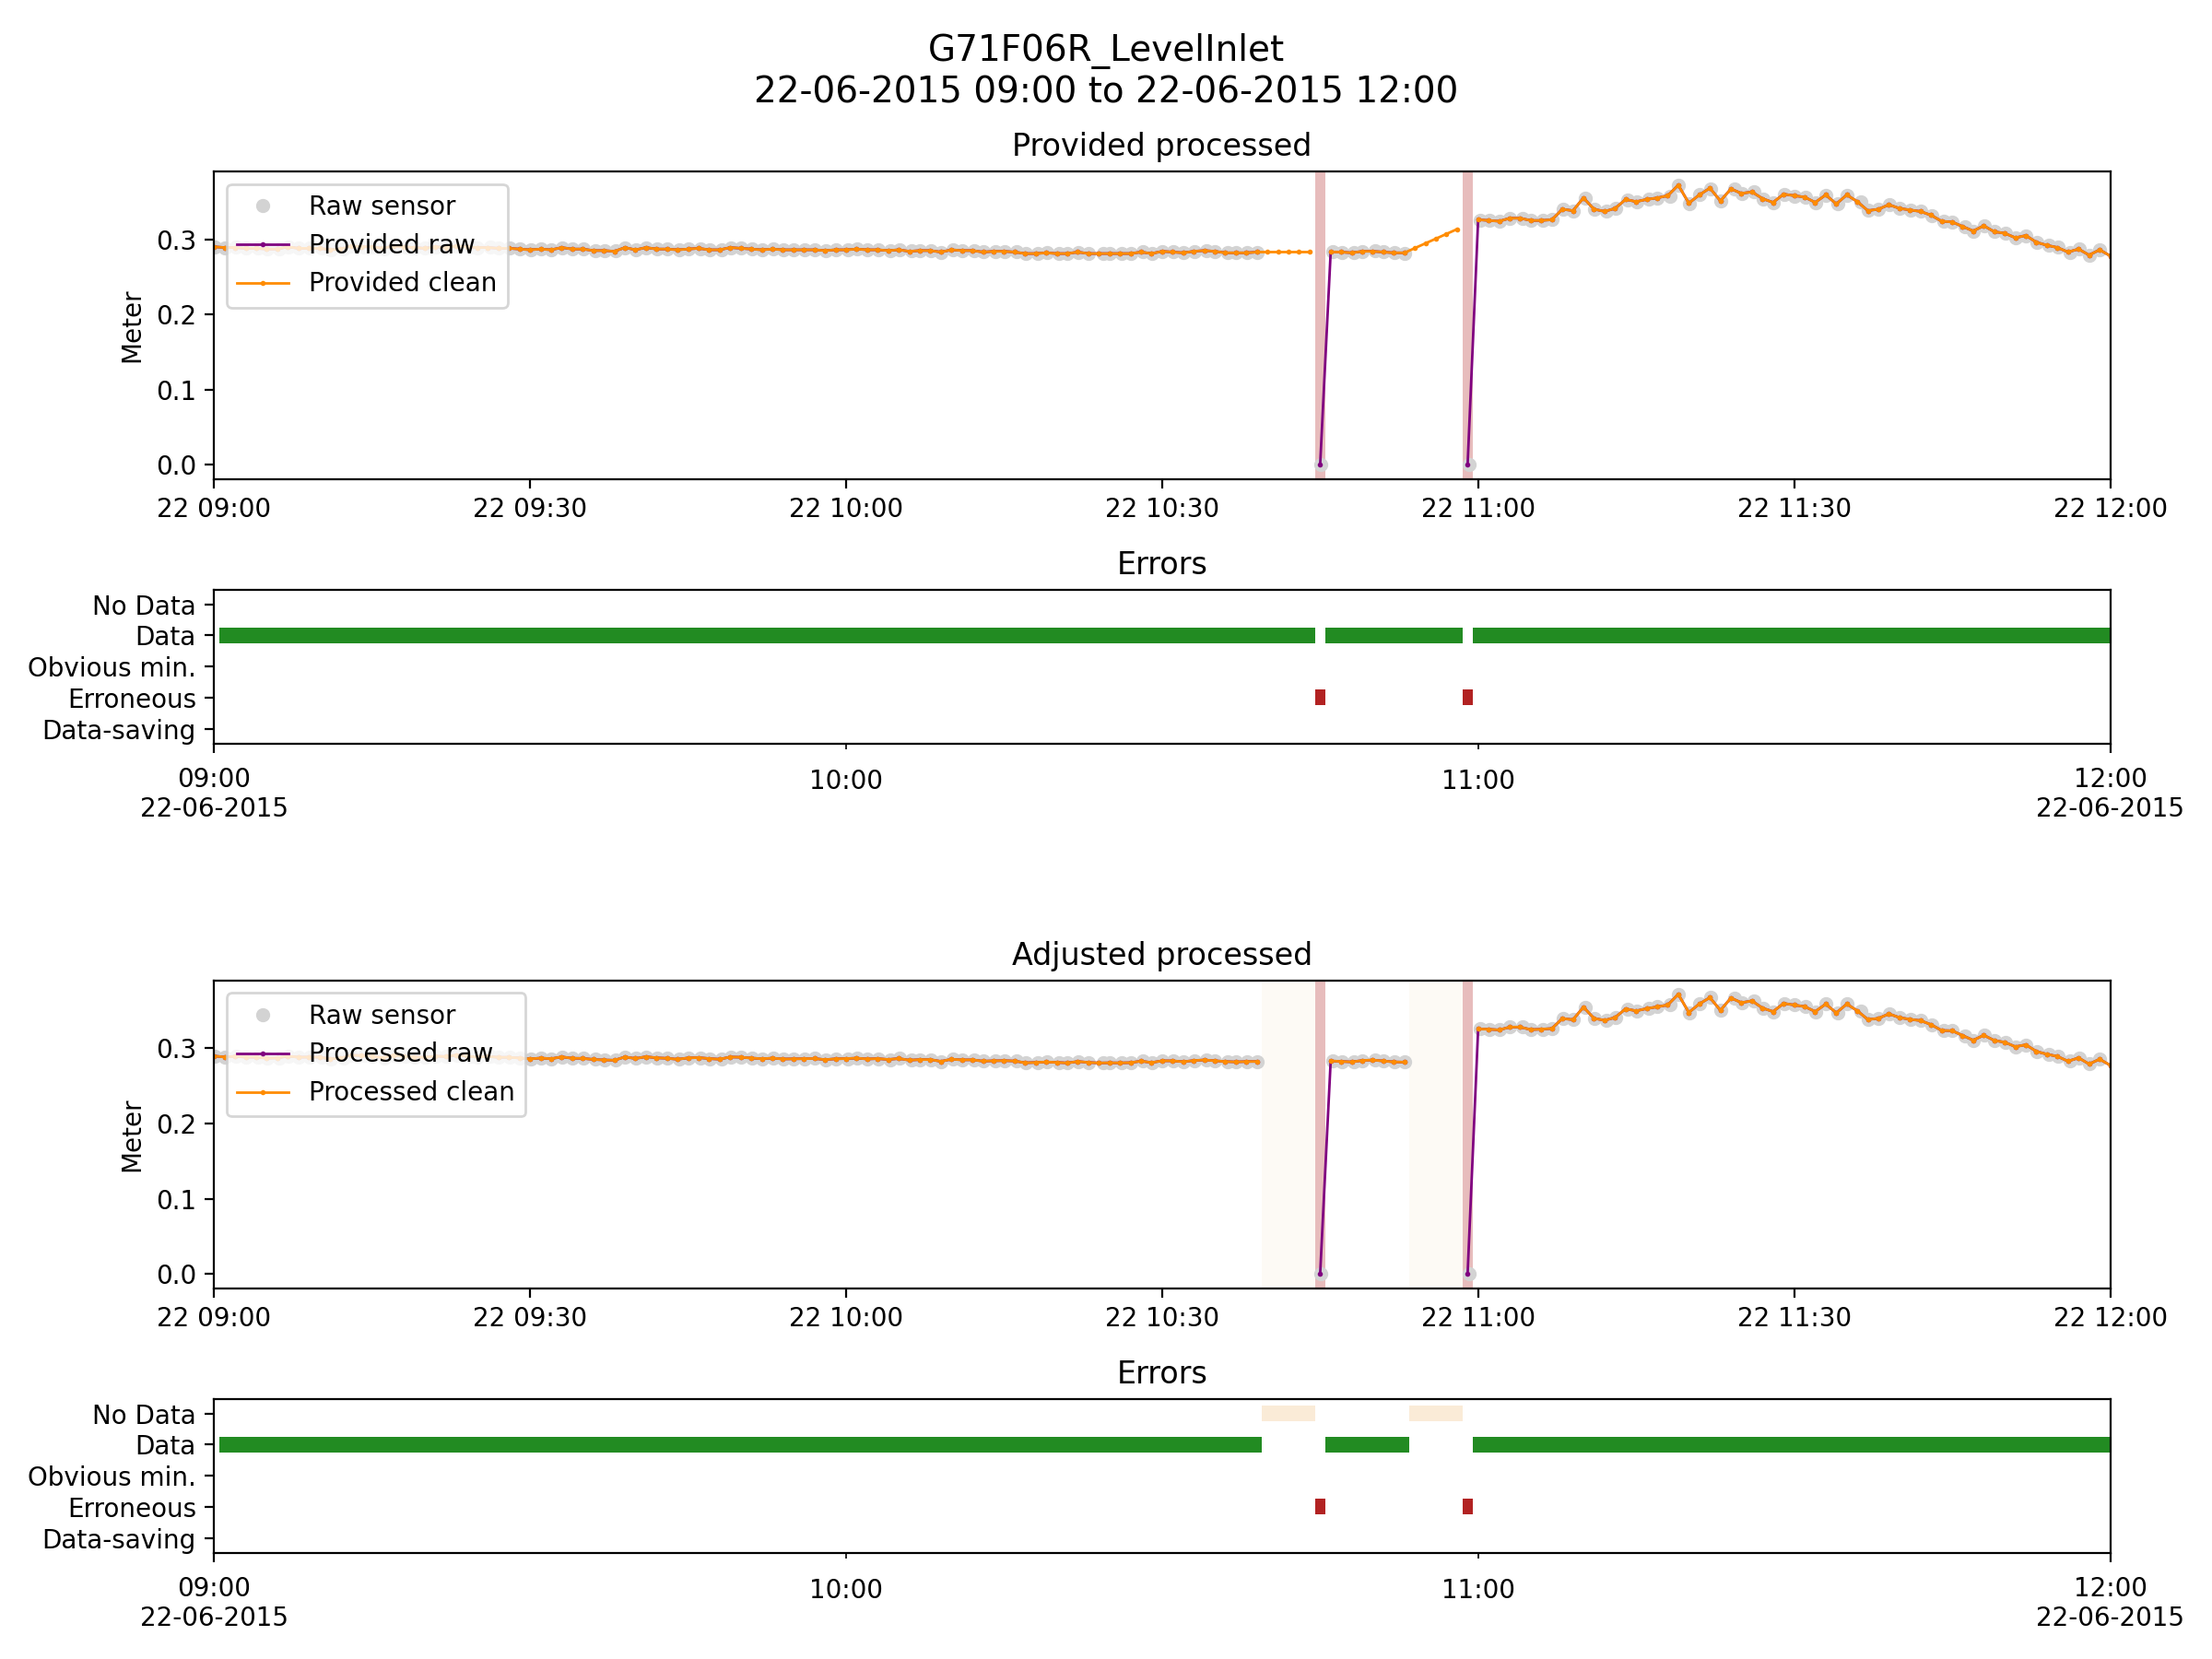 G71F06R_LevelInlet
22-06-2015 09:00 to 22-06-2015 12:00
Provided processed
Raw sensor
Provided raw
Provided clean
Meter
0.3
0.2
0.1
0.0
22 09:00 22 09:30 22 10:00 22 10:30 22 11:00 22 11:30 22 12:00
Errors
No Data
Data
Obvious min.
Erroneous
Data-saving
09:00 10:00 11:00 12:00
22-06-2015 22-06-2015
Adjusted processed
Raw sensor
Processed raw
Processed clean
Meter
0.3
0.2
0.1
0.0
22 09:00 22 09:30 22 10:00 22 10:30 22 11:00 22 11:30 22 12:00
Errors
No Data
Data
Obvious min.
Erroneous
Data-saving
09:00 10:00 11:00 12:00
22-06-2015 22-06-2015